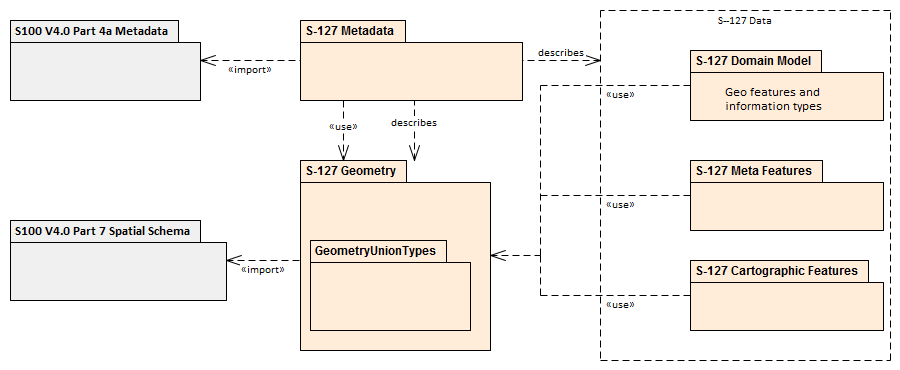 S100 V4.0 Part 4a Metadata
S-127 Metadata
S--127 Data
describes
«import»
S-127 Domain Model
Geo features and
information types
«use»
«use»
describes
S-127 Geometry
S-127 Meta Features
«use»
S100 V4.0 Part 7 Spatial Schema
GeometryUnionTypes
«import»
S-127 Cartographic Features
«use»